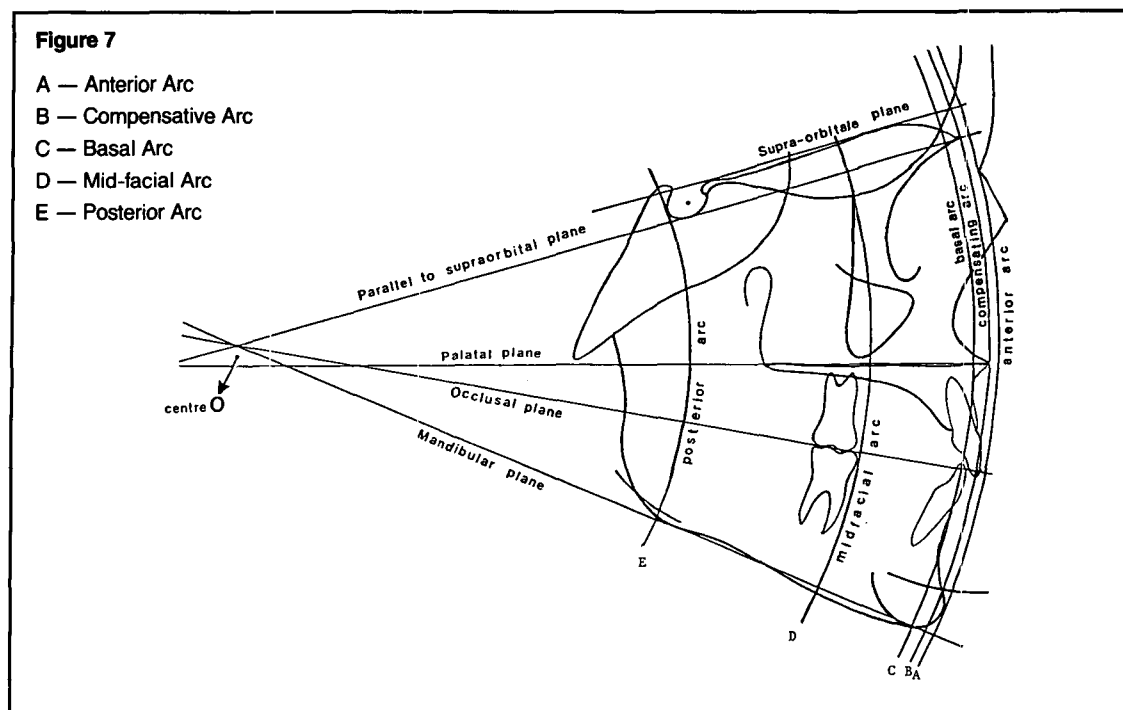 Figure 7
A — Anterior Arc
B — Compensative Arc
C — Basal Arc
D — Mid-facial Arc
E — Posterior Arc
Supra-orbitale plane
Parallel to supraorbital plane
basal arc
compensating arc
anterior arc
Palatal plane
posterior arc
Occlusal plane
centre O
Mandibular plane
midracial arc
E
D
C B A